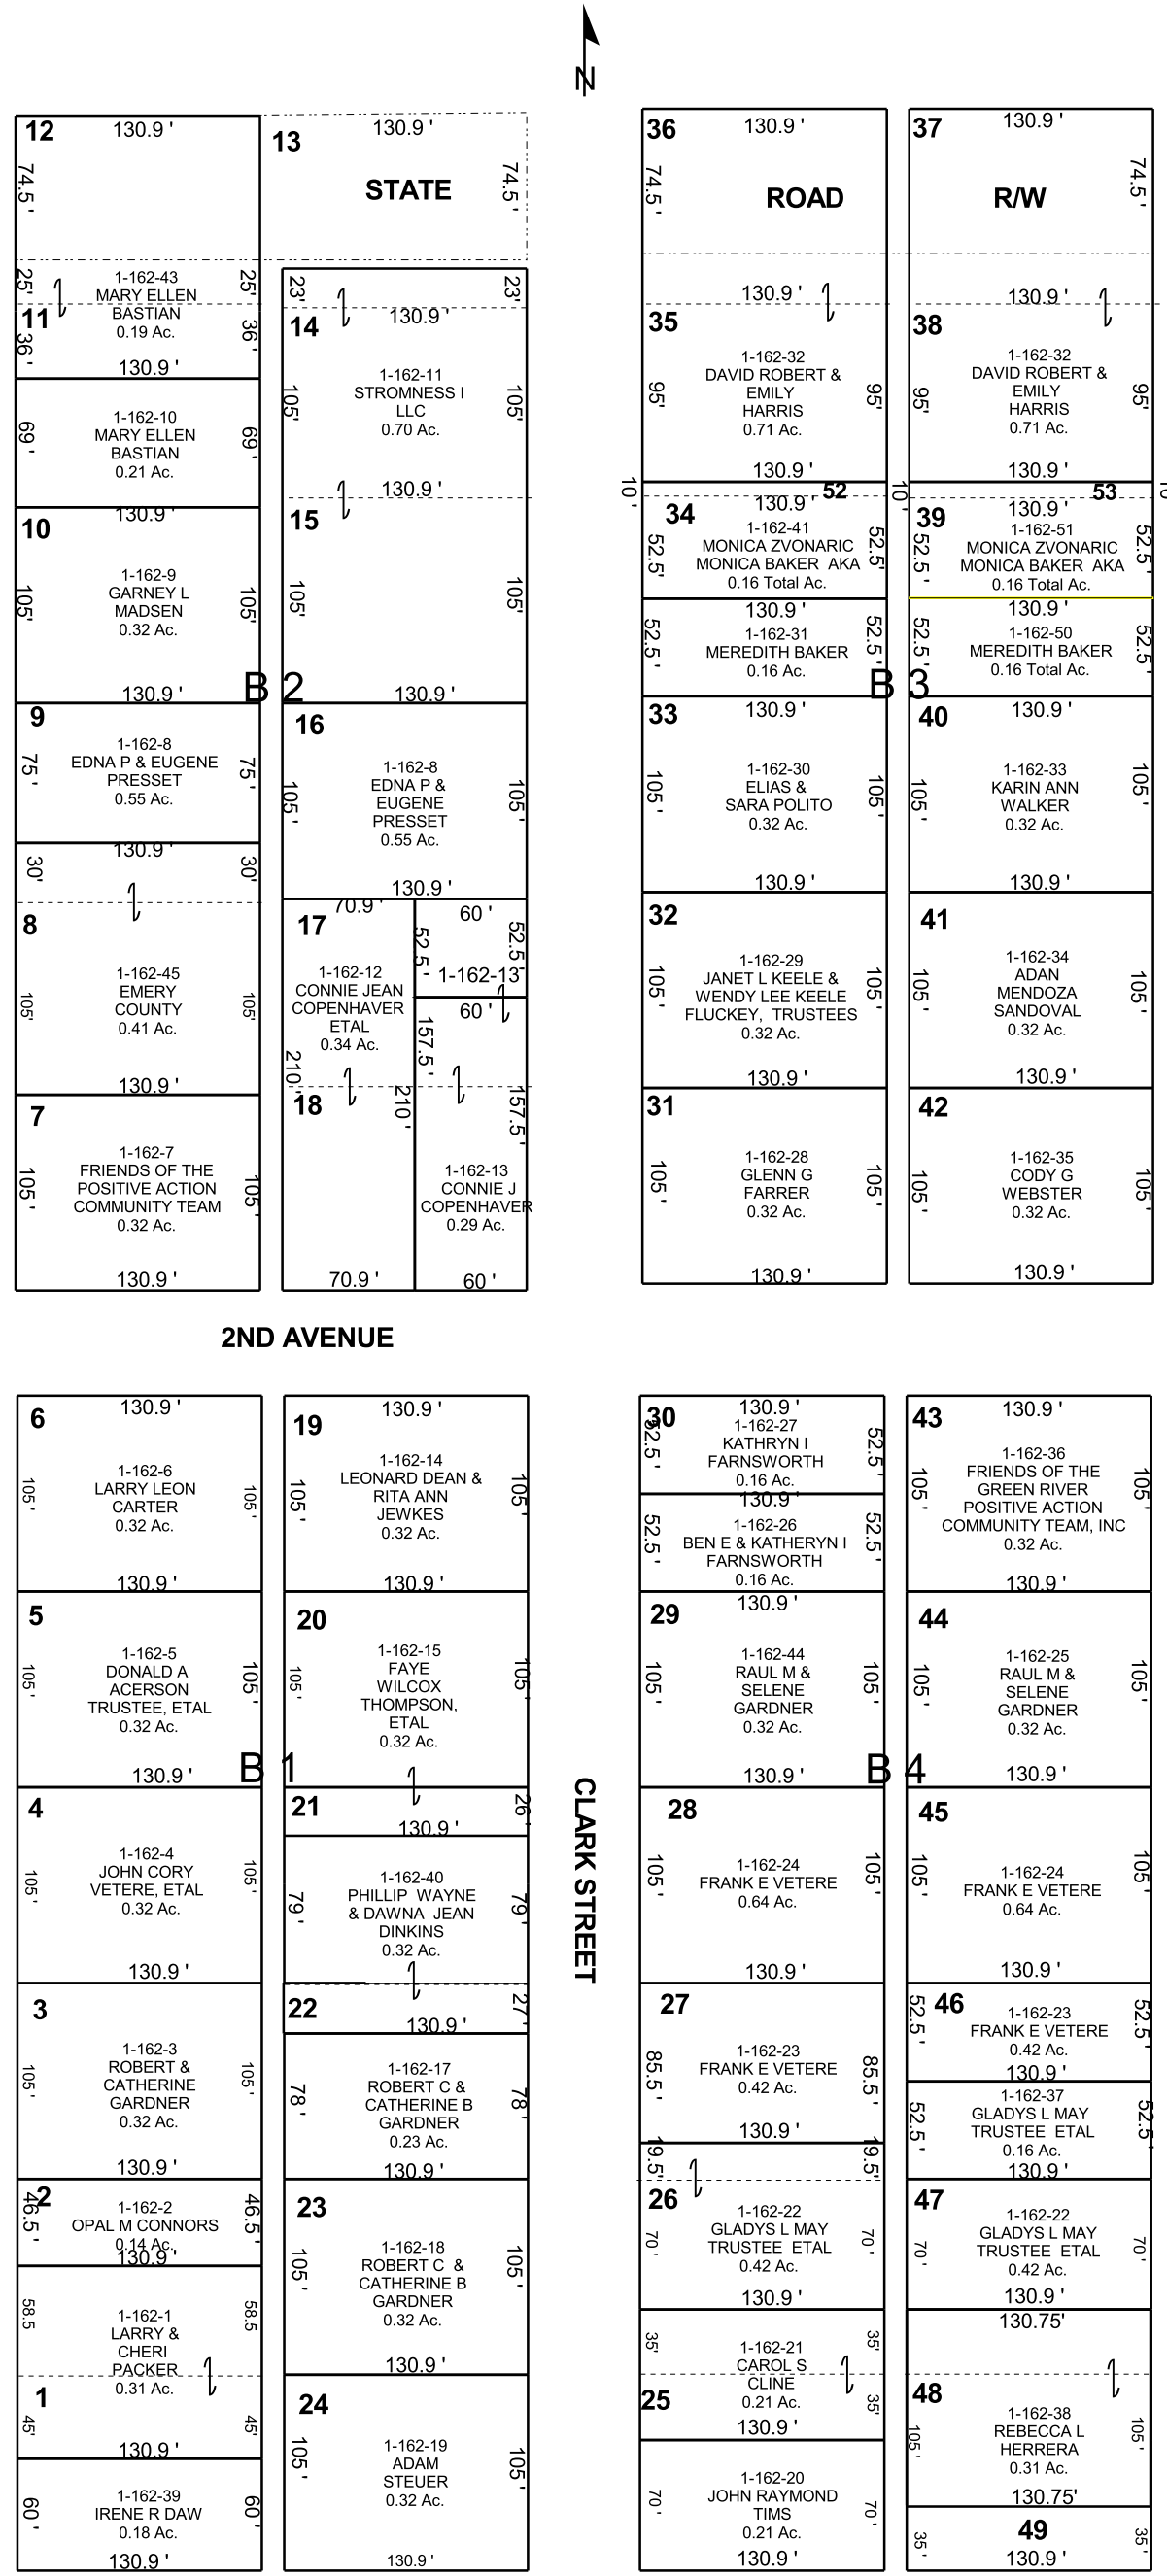 N
12
130.9 '
74.5 '
13
130.9 '
STATE
74.5 '
25'
1-162-43
MARY ELLEN
BASTIAN
0.19 Ac.
25'
11
36 '
36 '
130.9 '
69 '
1-162-10
MARY ELLEN
BASTIAN
0.21 Ac.
69 '
130.9 '
10
105'
1-162-9
GARNEY L
MADSEN
0.32 Ac.
105'
130.9 '
B 2
9
75 '
1-162-8
EDNA P & EUGENE
PRESSET
0.55 Ac.
75 '
130.9 '
30'
30'
8
105'
1-162-45
EMERY
COUNTY
0.41 Ac.
105'
130.9 '
7
105 '
1-162-7
FRIENDS OF THE
POSITIVE ACTION
COMMUNITY TEAM
0.32 Ac.
105 '
130.9 '
23'
23'
130.9 '
14
105'
1-162-11
STROMNESS I
LLC
0.70 Ac.
105'
130.9 '
15
105'
105'
130.9 '
16
105 '
1-162-8
EDNA P &
EUGENE
PRESSET
0.55 Ac.
105 '
130.9 '
70.9 '
60 '
17
52.5 '
52.5 '
1-162-13
1-162-12
CONNIE JEAN
COPENHAVER
ETAL
0.34 Ac.
60 '
157.5 '
210 '
210 '
157.5 '
18
1-162-13
CONNIE J
COPENHAVER
0.29 Ac.
70.9 '
60 '
36
130.9 '
74.5 '
ROAD
37
130.9 '
R/W
74.5 '
130.9 '
130.9 '
35
95'
1-162-32
DAVID ROBERT &
EMILY
HARRIS
0.71 Ac.
95'
130.9 '
38
95'
1-162-32
DAVID ROBERT &
EMILY
HARRIS
0.71 Ac.
95'
130.9 '
10 '
52
10 '
53
10
130.9 '
130.9 '
34
52.5'
1-162-41
MONICA ZVONARIC
MONICA BAKER AKA
0.16 Total Ac.
52.5'
39
52.5'
1-162-51
MONICA ZVONARIC
MONICA BAKER AKA
0.16 Total Ac.
52.5'
130.9 '
130.9 '
52.5 '
1-162-31
MEREDITH BAKER
0.16 Ac.
52.5 '
52.5 '
1-162-50
MEREDITH BAKER
0.16 Total Ac.
52.5 '
B 3
33
130.9 '
105 '
1-162-30
ELIAS &
SARA POLITO
0.32 Ac.
105 '
130.9 '
40
130.9 '
105 '
1-162-33
KARIN ANN
WALKER
0.32 Ac.
105 '
130.9 '
32
105 '
1-162-29
JANET L KEELE &
WENDY LEE KEELE
FLUCKEY, TRUSTEES
0.32 Ac.
105 '
130.9 '
41
105 '
1-162-34
ADAN
MENDOZA
SANDOVAL
0.32 Ac.
105 '
130.9 '
31
105 '
1-162-28
GLENN G
FARRER
0.32 Ac.
105 '
130.9 '
42
105 '
1-162-35
CODY G
WEBSTER
0.32 Ac.
105 '
130.9 '
2ND AVENUE
6
130.9 '
105 '
1-162-6
LARRY LEON
CARTER
0.32 Ac.
105 '
130.9 '
5
105 '
1-162-5
DONALD A
ACERSON
TRUSTEE, ETAL
0.32 Ac.
105 '
130.9 '
B 1
4
105 '
1-162-4
JOHN CORY
VETERE, ETAL
0.32 Ac.
105 '
130.9 '
3
105 '
1-162-3
ROBERT &
CATHERINE
GARDNER
0.32 Ac.
105 '
130.9 '
2
46.5 '
1-162-2
OPAL M CONNORS
0.14 Ac.
46.5 '
130.9 '
58.5
1-162-1
LARRY &
CHERI
PACKER
0.31 Ac.
58.5
1
45'
45'
130.9 '
60 '
1-162-39
IRENE R DAW
0.18 Ac.
60 '
130.9 '
19
130.9 '
105 '
1-162-14
LEONARD DEAN &
RITA ANN
JEWKES
0.32 Ac.
105 '
130.9 '
20
105 '
1-162-15
FAYE
WILCOX
THOMPSON,
ETAL
0.32 Ac.
105 '
21
26 '
130.9 '
79 '
1-162-40
PHILLIP WAYNE
& DAWNA JEAN
DINKINS
0.32 Ac.
79 '
22
27 '
130.9 '
78 '
1-162-17
ROBERT C &
CATHERINE B
GARDNER
0.23 Ac.
78 '
130.9 '
23
105 '
1-162-18
ROBERT C &
CATHERINE B
GARDNER
0.32 Ac.
105 '
130.9 '
24
105 '
1-162-19
ADAM
STEUER
0.32 Ac.
105 '
130.9 '
CLARK STREET
30
130.9 '
52.5 '
1-162-27
KATHRYN I
FARNSWORTH
0.16 Ac.
52.5 '
130.9 '
52.5 '
1-162-26
BEN E & KATHERYN I
FARNSWORTH
0.16 Ac.
52.5 '
130.9 '
29
105 '
1-162-44
RAUL M &
SELENE
GARDNER
0.32 Ac.
105 '
130.9 '
B 4
28
105 '
1-162-24
FRANK E VETERE
0.64 Ac.
105 '
130.9 '
27
85.5 '
1-162-23
FRANK E VETERE
0.42 Ac.
85.5 '
130.9 '
19.5'
19.5'
26
70 '
1-162-22
GLADYS L MAY
TRUSTEE ETAL
0.42 Ac.
70 '
130.9 '
35'
1-162-21
CAROL S
CLINE
0.21 Ac.
35'
25
35'
130.9 '
70 '
1-162-20
JOHN RAYMOND
TIMS
0.21 Ac.
70 '
130.9 '
43
130.9 '
105 '
1-162-36
FRIENDS OF THE
GREEN RIVER
POSITIVE ACTION
COMMUNITY TEAM, INC
0.32 Ac.
105 '
130.9 '
44
105 '
1-162-25
RAUL M &
SELENE
GARDNER
0.32 Ac.
105 '
130.9 '
45
105 '
1-162-24
FRANK E VETERE
0.64 Ac.
105 '
130.9 '
46
52.5 '
1-162-23
FRANK E VETERE
0.42 Ac.
52.5 '
130.9 '
52.5 '
1-162-37
GLADYS L MAY
TRUSTEE ETAL
0.16 Ac.
52.5 '
130.9 '
47
70 '
1-162-22
GLADYS L MAY
TRUSTEE ETAL
0.42 Ac.
70 '
130.9 '
130.75'
48
105 '
1-162-38
REBECCA L
HERRERA
0.31 Ac.
105 '
130.75'
35 '
49
35 '
130.9 '